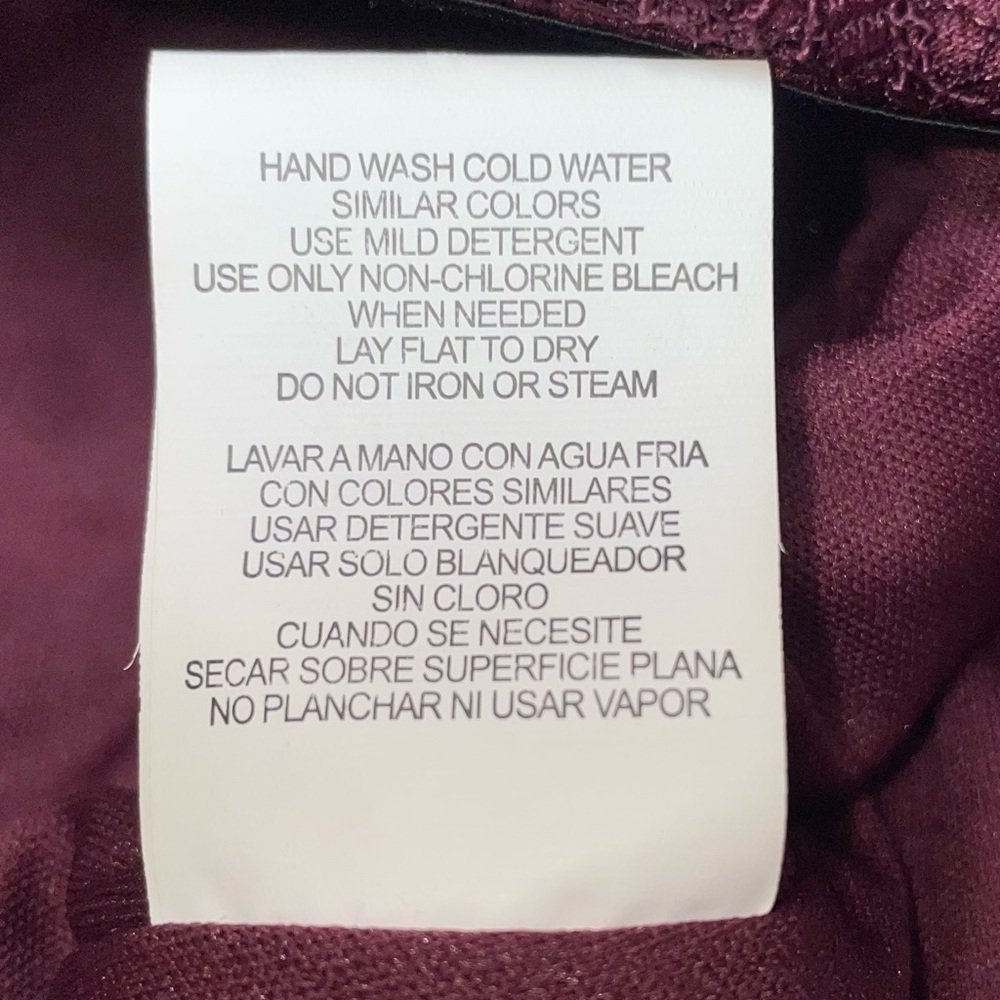 HAND WASH COLD WATER
SIMILAR COLORS
USE MILD DETERGENT
USE ONLY NON-CHLORINE BLEACH
WHEN NEEDED
LAY FLAT TO DRY
DO NOT IRON OR STEAM
LAVAR A MANO CON AGUA FRIA
CON COLORES SIMILARES
USAR DETERGENTE SUAVE
USAR SOLO BLANQUEADOR
SIN CLORO
CUANDO SE NECESITE
SECAR SOBRE SUPERFICIE PLANA
NO PLANCHAR NI USAR VAPOR